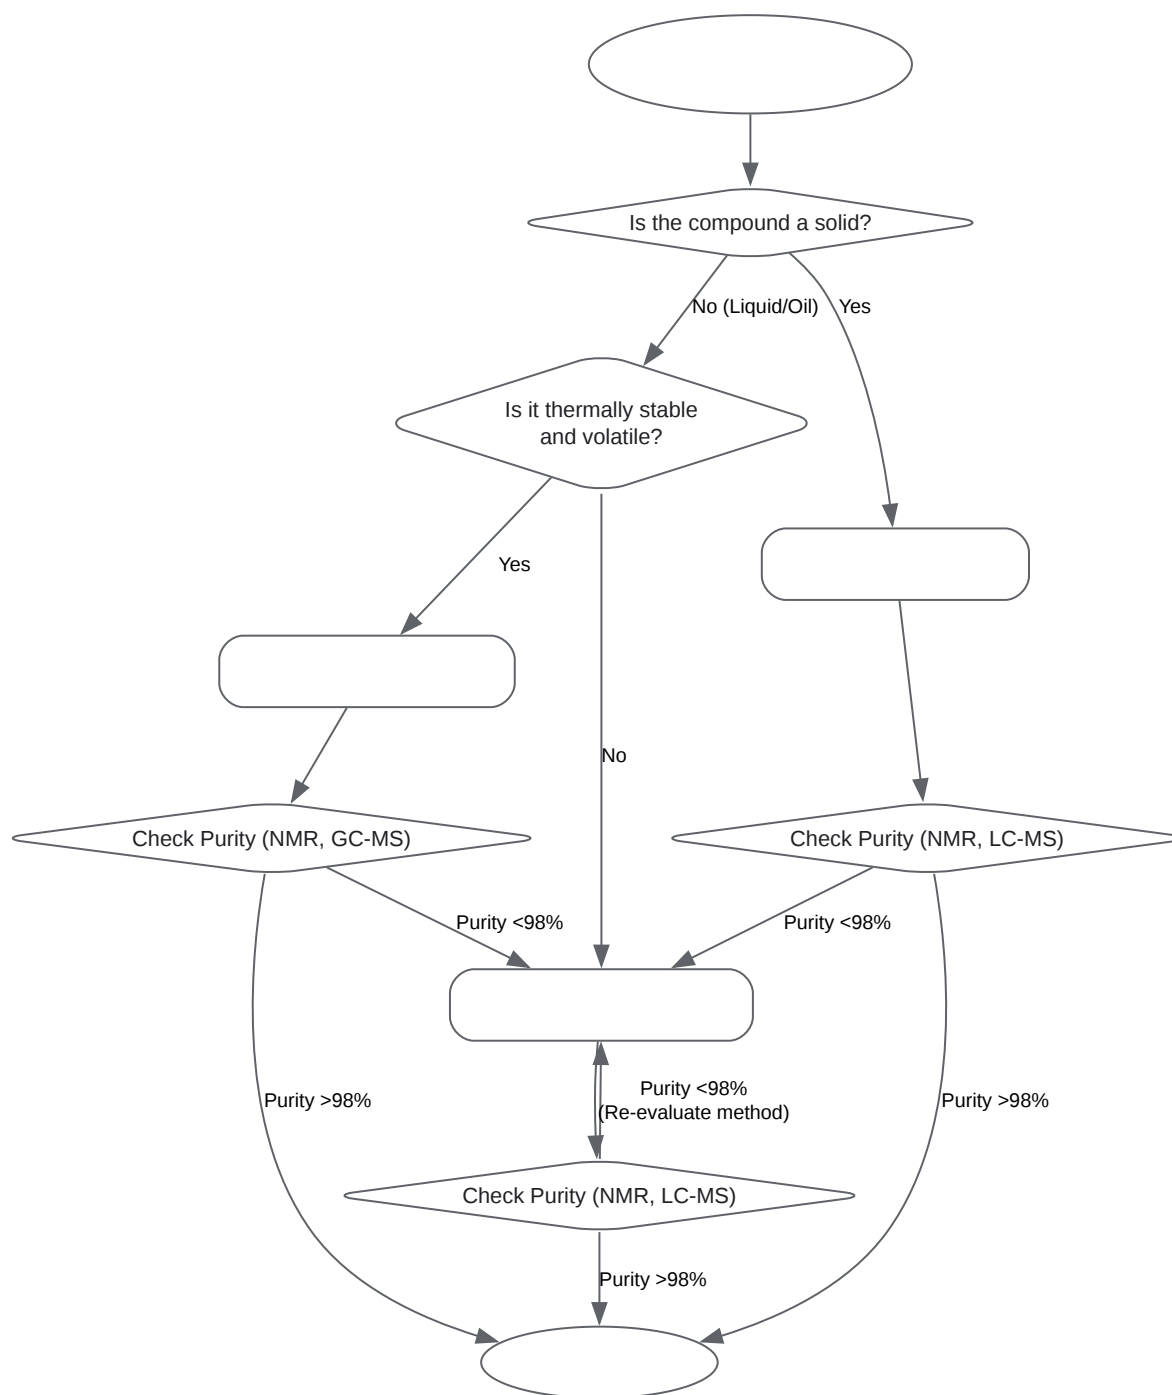 Is the compound a solid?
No (Liquid/Oil)
Yes
Is it thermally stable
and volatile?
Yes
No
Check Purity (NMR, GC-MS)
Check Purity (NMR, LC-MS)
Purity <98%
Purity <98%
Purity >98%
Purity <98%
(Re-evaluate method)
Purity >98%
Check Purity (NMR, LC-MS)
Purity >98%